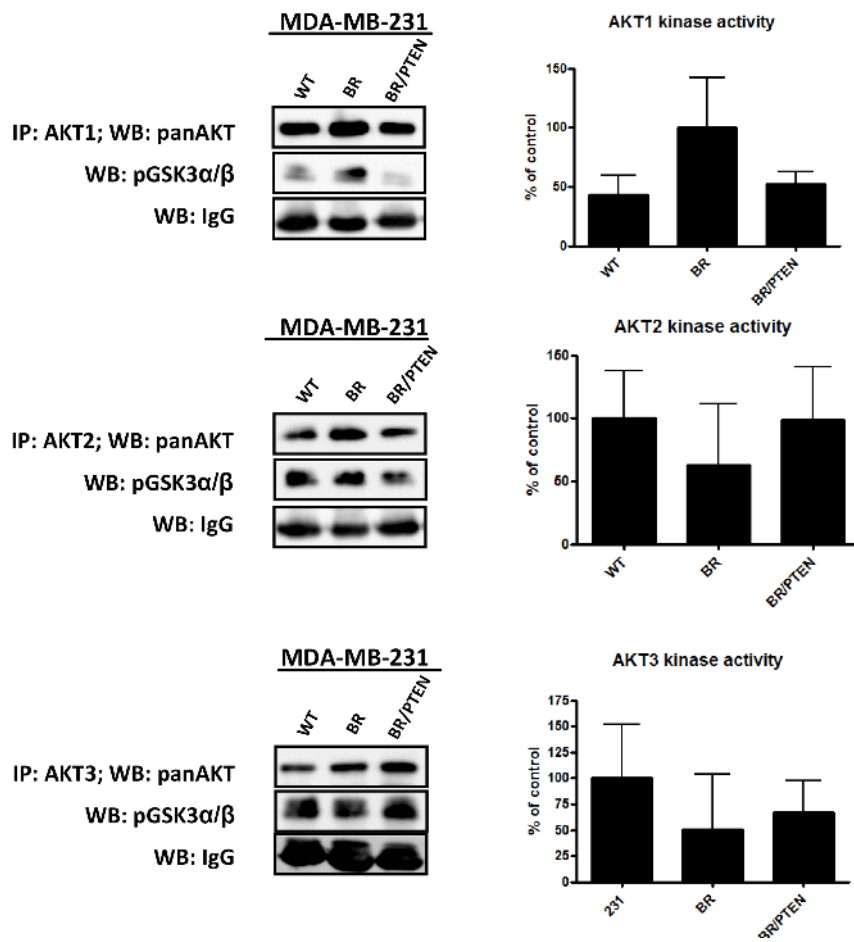 MDA-MB-231
WT BR BR/PTEN
IP: AKT1; WB: panAKT
WB: pGSK3α/β
WB: IgG
AKT1 kinase activity
% of control
150
100
50
0
WT BR BR/PTEN
MDA-MB-231
WT BR BR/PTEN
IP: AKT2; WB: panAKT
WB: pGSK3α/β
WB: IgG
AKT2 kinase activity
% of control
150
100
50
0
WT BR BR/PTEN
MDA-MB-231
WT BR BR/PTEN
IP: AKT3; WB: panAKT
WB: pGSK3α/β
WB: IgG
AKT3 kinase activity
% of control
175
150
125
100
75
50
25
0
231 BR BR/PTEN